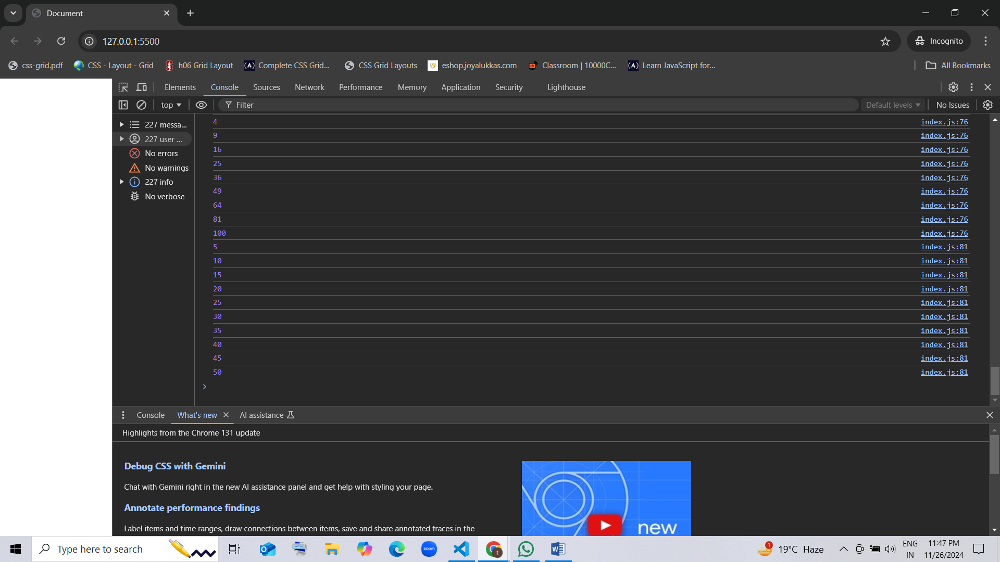 Document
127.0.0.1:5500
Incognito
css-grid.pdf
CSS - Layout - Grid
h06 Grid Layout
Complete CSS Grid...
CSS Grid Layouts
eshop.joyalukkas.com
Classroom | 10000C...
Learn JavaScript for...
All Bookmarks
Elements
Console
Sources
Network
Performance
Memory
Application
Security
Lighthouse
top
Filter
Default levels
No Issues
227 messa...
227 user ...
No errors
No warnings
227 info
No verbose
4 index.js:76
9 index.js:76
16 index.js:76
25 index.js:76
36 index.js:76
49 index.js:76
64 index.js:76
81 index.js:76
100 index.js:76
5 index.js:81
10 index.js:81
15 index.js:81
20 index.js:81
25 index.js:81
30 index.js:81
35 index.js:81
40 index.js:81
45 index.js:81
50 index.js:81
Console
What's new
AI assistance
Highlights from the Chrome 131 update
Debug CSS with Gemini
Chat with Gemini right in the new AI assistance panel and get help with styling your page.
Annotate performance findings
Label items and time ranges, draw connections between items, save and share annotated traces in the
new
Type here to search
zoom
t
1
19°C Haze
ENG
IN
11:47 PM
11/26/2024